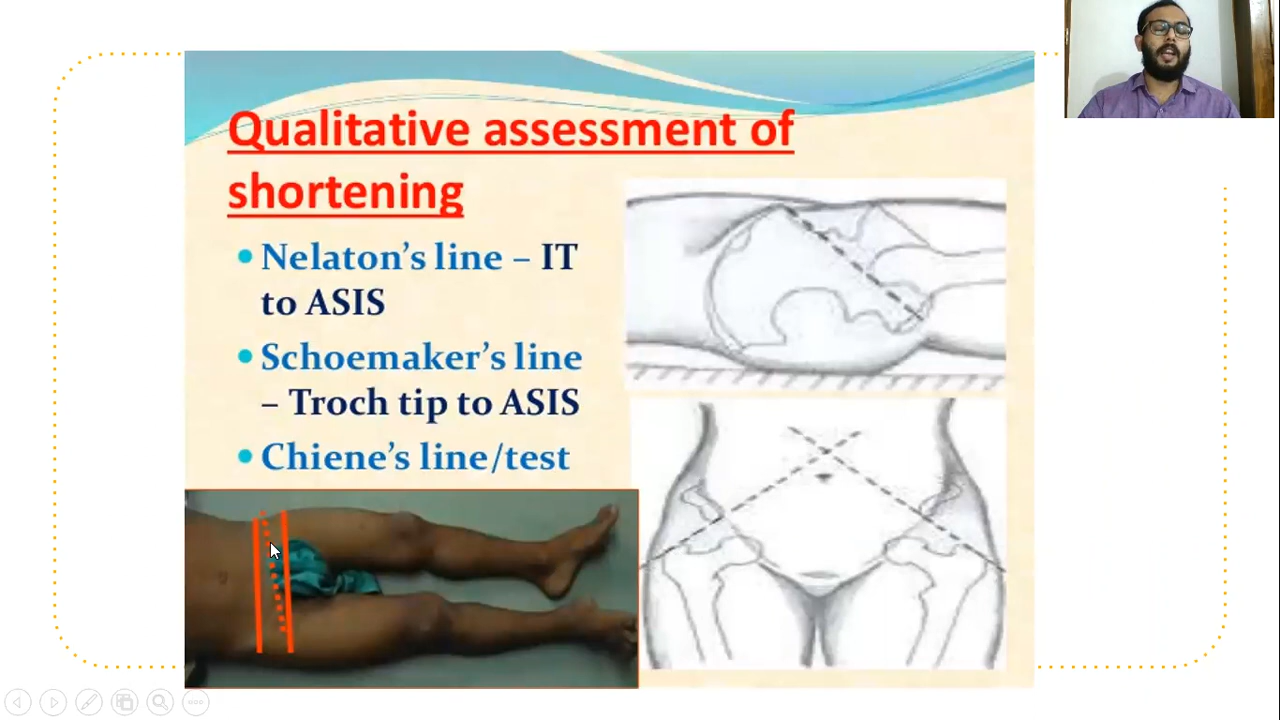 Qualitative assessment of
shortening
• Nelaton’s line – IT
to ASIS
• Schoemaker’s line
– Troch tip to ASIS
• Chiene’s line/test